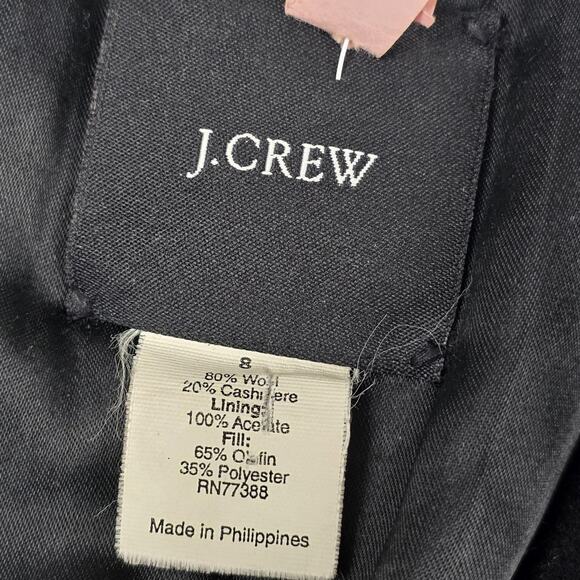 J.CREW
8
80% Wool
20% Cashmere
Lining:
100% Acetate
Fill:
65% Olefin
35% Polyester
RN77388
Made in Philippines